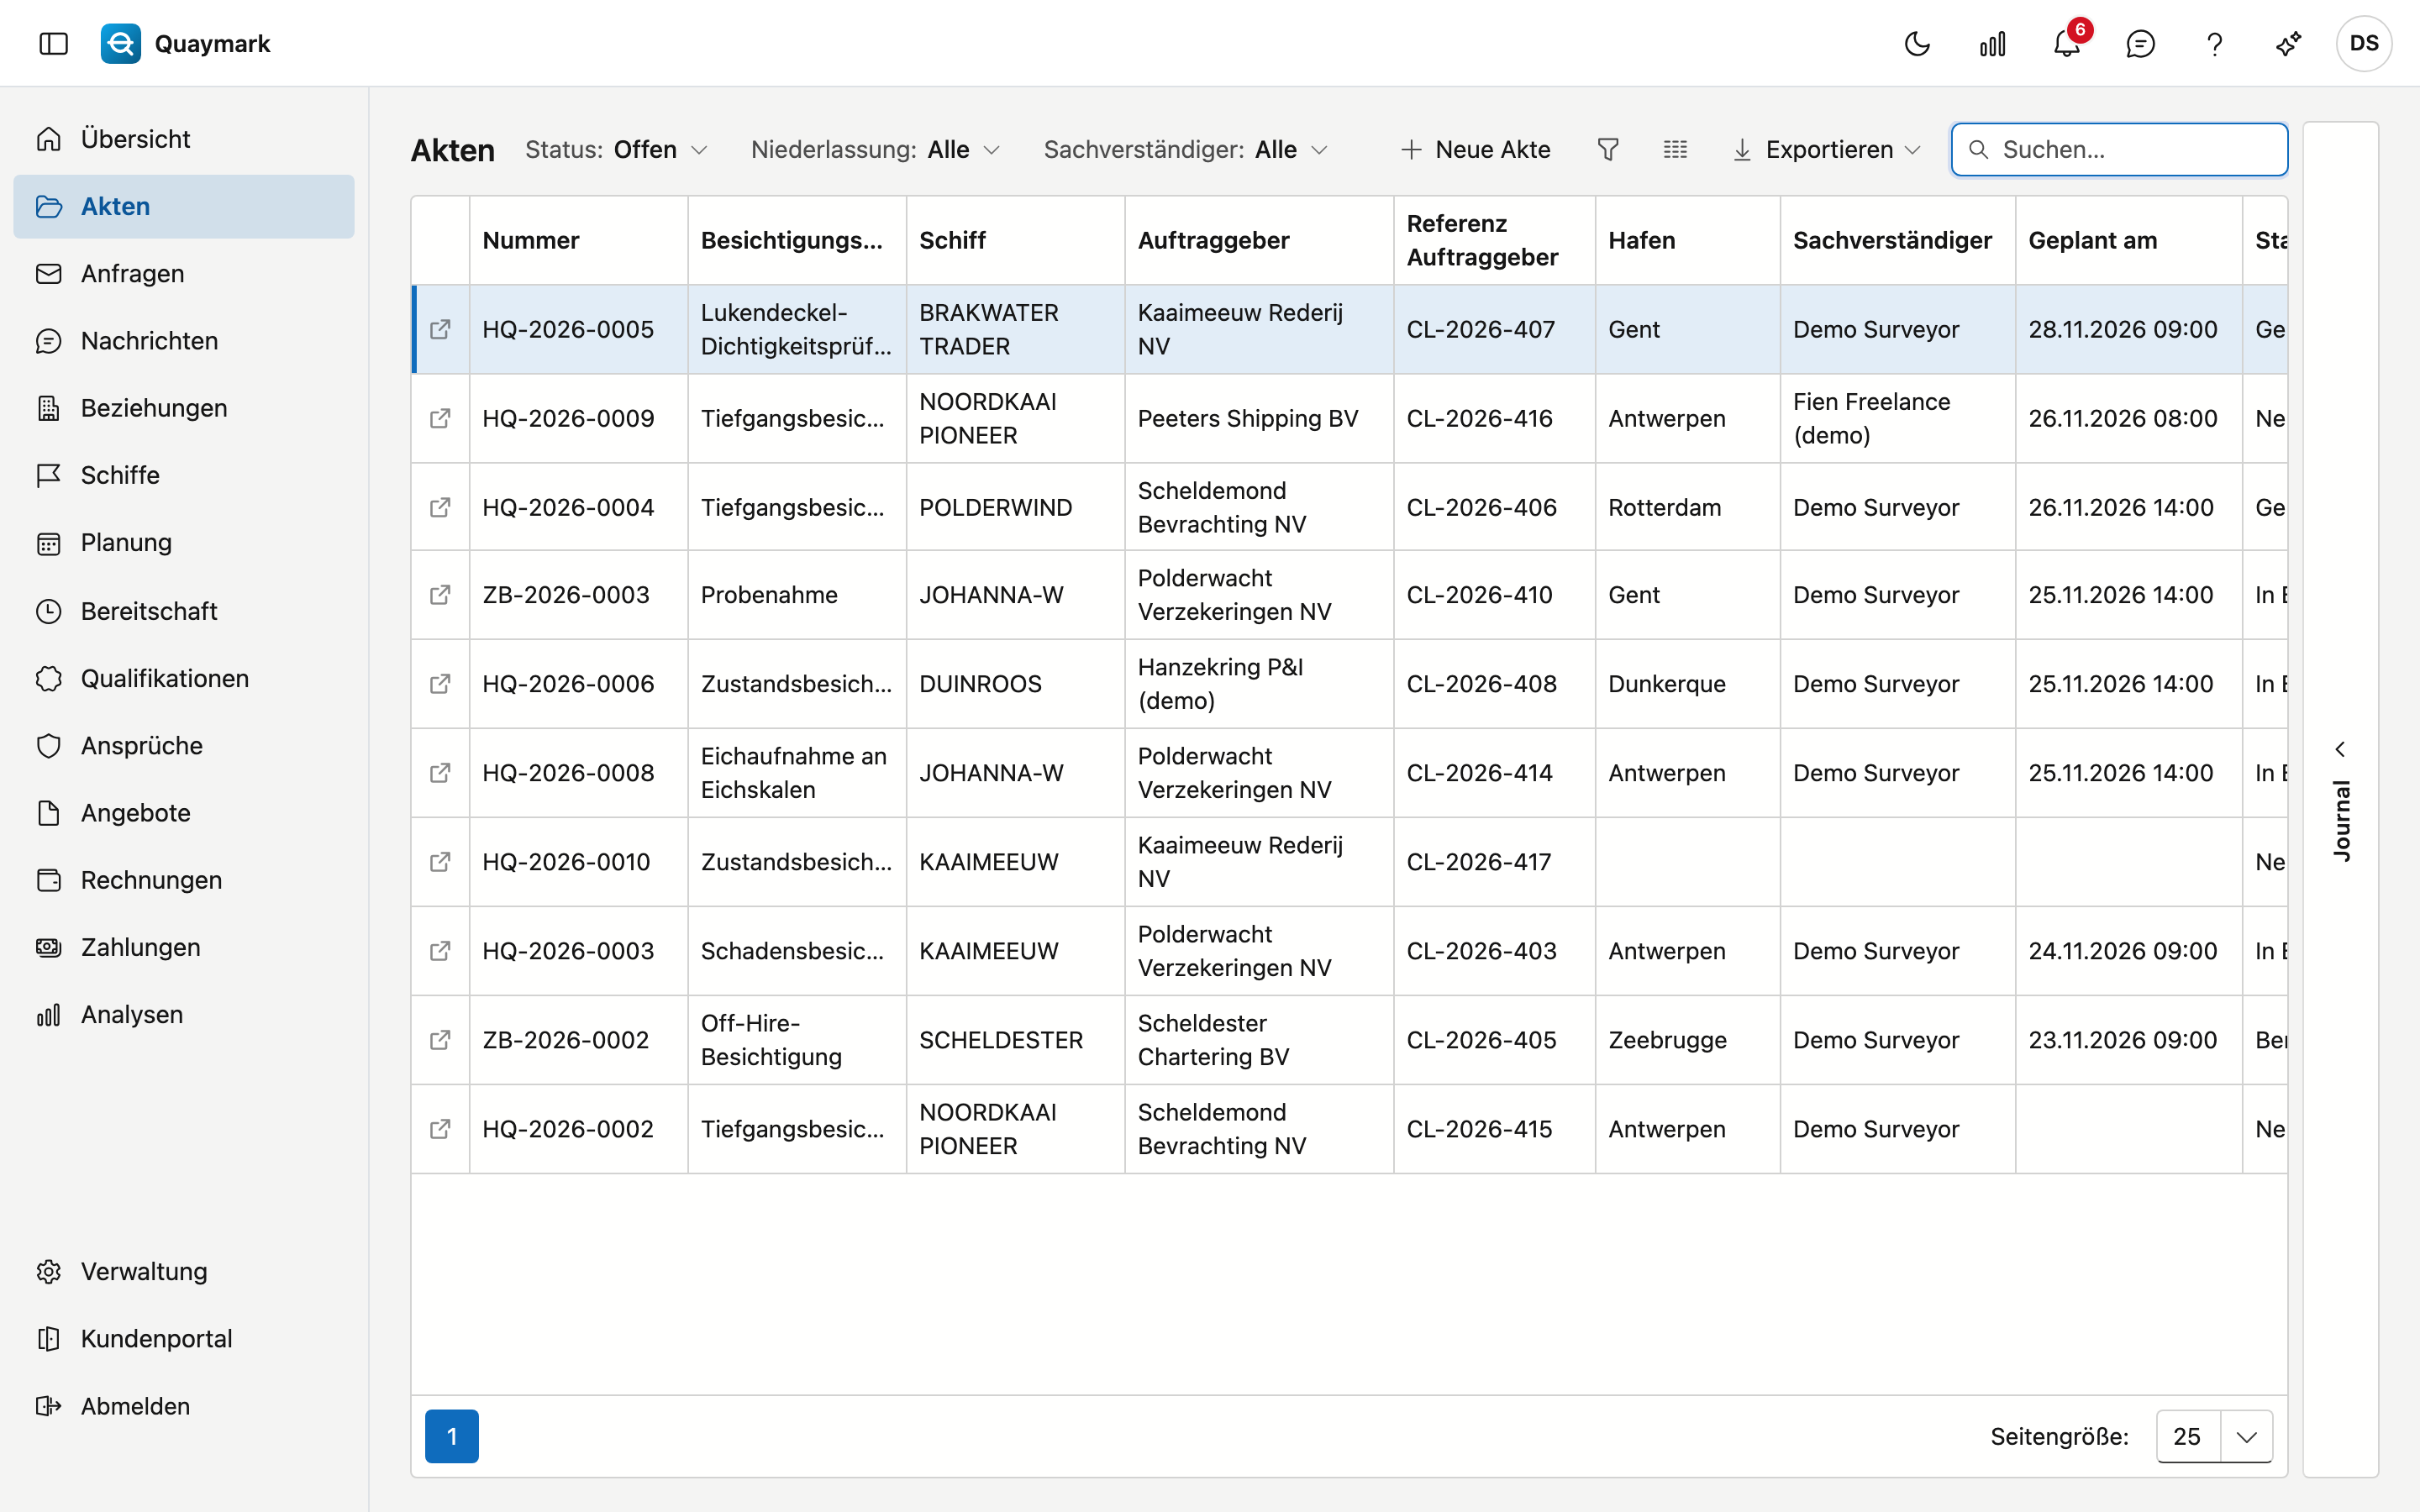 Quaymark
6
DS
Übersicht
Akten
Anfragen
Nachrichten
Beziehungen
Schiffe
Planung
Bereitschaft
Qualifikationen
Ansprüche
Angebote
Rechnungen
Zahlungen
Analysen
Verwaltung
Kundenportal
Abmelden
Akten Status: Offen Niederlassung: Alle Sachverständiger: Alle Neue Akte Exportieren Suchen...
Nummer Besichtigungs... Schiff Auftraggeber Referenz Auftraggeber Hafen Sachverständiger Geplant am Sta
HQ-2026-0005 Lukendeckel-Dichtigkeitsprüf... BRAKWATER TRADER Kaaimeeuw Rederij NV CL-2026-407 Gent Demo Surveyor 28.11.2026 09:00 Ge
HQ-2026-0009 Tiefgangsbesic... NOORDKAAI PIONEER Peeters Shipping BV CL-2026-416 Antwerpen Fien Freelance (demo) 26.11.2026 08:00 Ne
HQ-2026-0004 Tiefgangsbesic... POLDERWIND Scheldemond Bevrachting NV CL-2026-406 Rotterdam Demo Surveyor 26.11.2026 14:00 Ge
ZB-2026-0003 Probenahme JOHANNA-W Polderwacht Verzekeringen NV CL-2026-410 Gent Demo Surveyor 25.11.2026 14:00 In
HQ-2026-0006 Zustandsbesich... DUINROOS Hanzekring P&I (demo) CL-2026-408 Dunkerque Demo Surveyor 25.11.2026 14:00 In
HQ-2026-0008 Eichaufnahme an Eichskalen JOHANNA-W Polderwacht Verzekeringen NV CL-2026-414 Antwerpen Demo Surveyor 25.11.2026 14:00 In
HQ-2026-0010 Zustandsbesich... KAAIMEEUW Kaaimeeuw Rederij NV CL-2026-417 Ne
HQ-2026-0003 Schadensbesic... KAAIMEEUW Polderwacht Verzekeringen NV CL-2026-403 Antwerpen Demo Surveyor 24.11.2026 09:00 In
ZB-2026-0002 Off-Hire-Besichtigung SCHELDESTER Scheldester Chartering BV CL-2026-405 Zeebrugge Demo Surveyor 23.11.2026 09:00 Ber
HQ-2026-0002 Tiefgangsbesic... NOORDKAAI PIONEER Scheldemond Bevrachting NV CL-2026-415 Antwerpen Demo Surveyor Ne
1
Seitengröße: 25
Journal